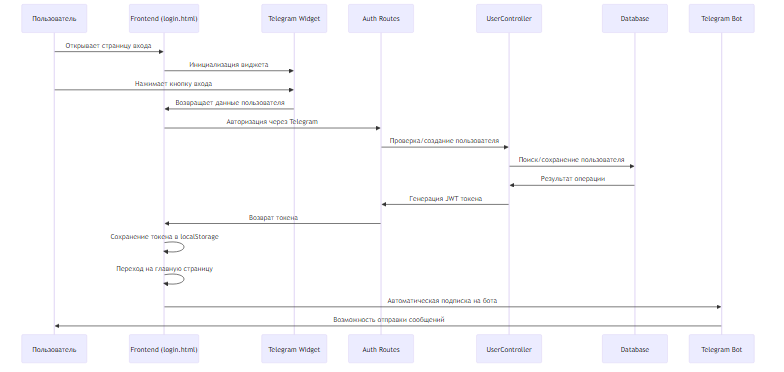 Пользователь
Frontend (login.html)
Telegram Widget
Auth Routes
UserController
Database
Telegram Bot
Открывает страницу входа
Инициализация виджета
Нажимает кнопку входа
Возвращает данные пользователя
Авторизация через Telegram
Проверка/создание пользователя
Поиск/сохранение пользователя
Результат операции
Генерация JWT токена
Возврат токена
Сохранение токена в localStorage
Переход на главную страницу
Автоматическая подписка на бота
Возможность отправки сообщений
Пользователь
Frontend (login.html)
Telegram Widget
Auth Routes
UserController
Database
Telegram Bot